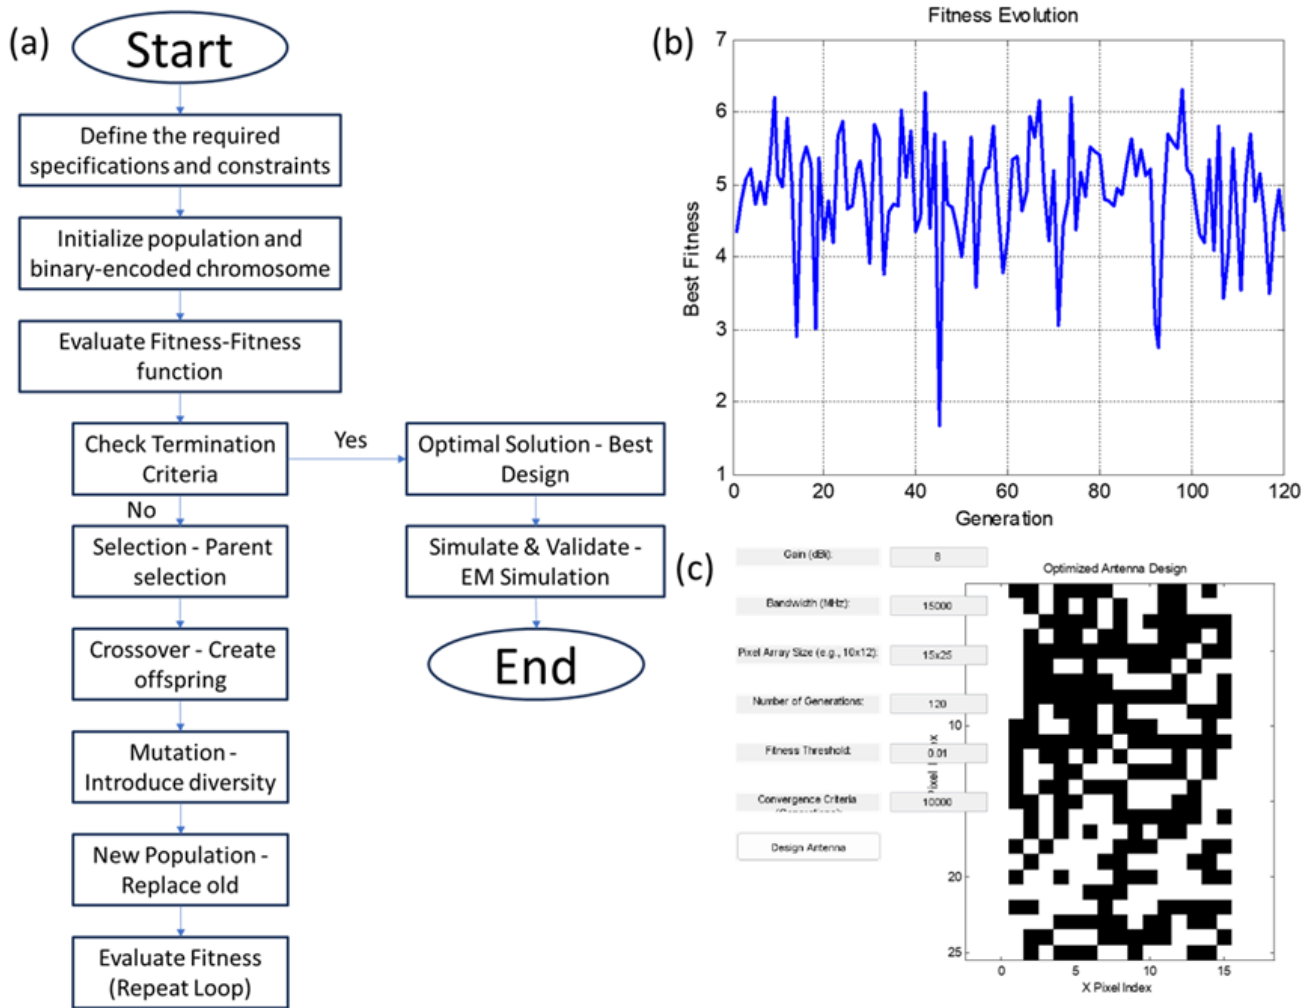 (a)
Start
Define the required
specifications and constraints
Initialize population and
binary-encoded chromosome
Evaluate Fitness-Fitness
function
Check Termination
Criteria
Yes
Optimal Solution - Best
Design
No
Simulate & Validate -
EM Simulation
End
Selection - Parent
selection
Crossover - Create
offspring
Mutation -
Introduce diversity
New Population -
Replace old
Evaluate Fitness
(Repeat Loop)
(b)
Fitness Evolution
Best Fitness
7
6
5
4
3
2
1
0 20 40 60 80 100 120
Generation
(c)
Gain (dBi): 8
Bandwidth (MHz): 15000
Pixel Array Size (e.g., 10x12): 15x25
Number of Generations: 120
Fitness Threshold: 0.01
Convergence Criteria 10000
Design Antenna
Optimized Antenna Design
10
20
25
0 5 10 15
X Pixel Index